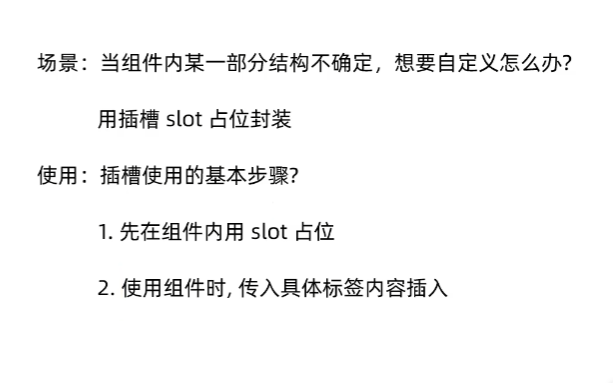 场景：当组件内某一部分结构不确定，想要自定义怎么办?
用插槽 slot 占位封装
使用：插槽使用的基本步骤?
1. 先在组件内用 slot 占位
2. 使用组件时, 传入具体标签内容插入